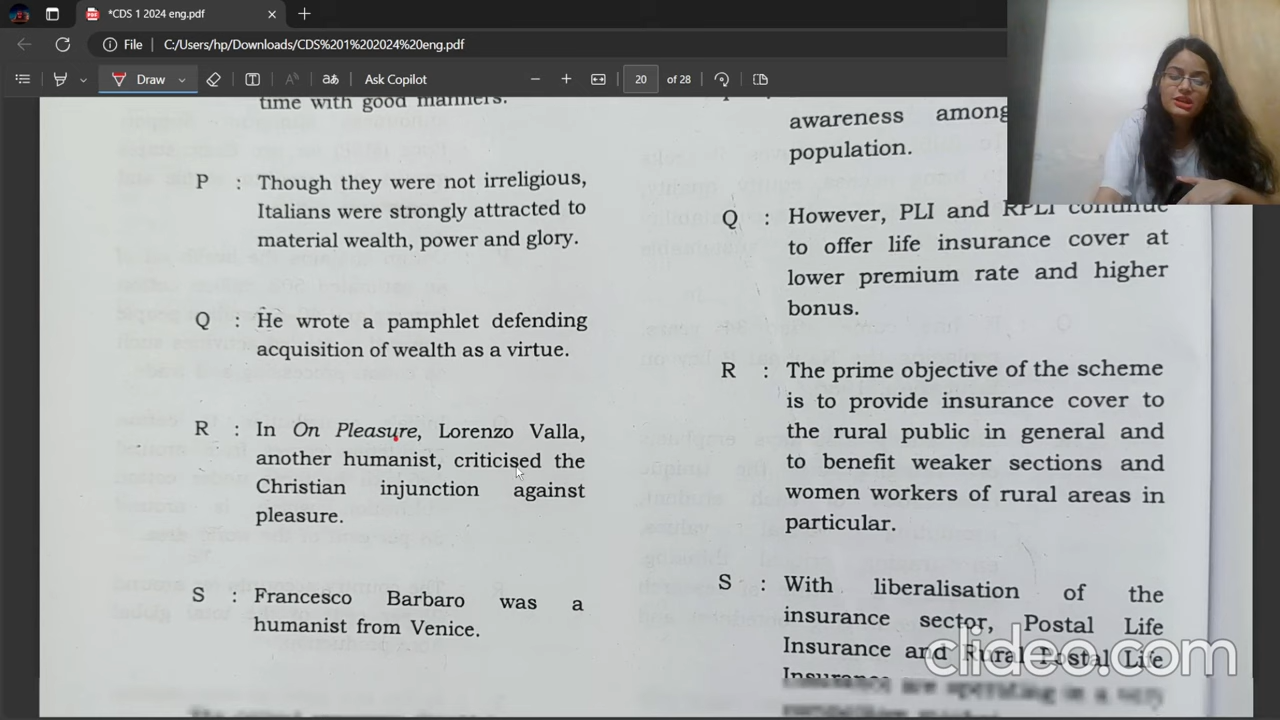 *CDS 1 2024 eng.pdf
File
C:/Users/hp/Downloads/CDS%201%202024%20eng.pdf
Draw
Ask Copilot
20
of 28
time with good manners.
P : Though they were not irreligious,
Italians were strongly attracted to
material wealth, power and glory.
Q : He wrote a pamphlet defending
acquisition of wealth as a virtue.
R : In On Pleasure, Lorenzo Valla,
another humanist, criticised the
Christian injunction against
pleasure.
S : Francesco Barbaro was a
humanist from Venice.
awareness among
population.
Q : However, PLI and RPLI continue
to offer life insurance cover at
lower premium rate and higher
bonus.
R : The prime objective of the scheme
is to provide insurance cover to
the rural public in general and
to benefit weaker sections and
women workers of rural areas in
particular.
S : With liberalisation of the
insurance sector, Postal Life
Insurance and Rural Postal Life
Insurance are operating in a very
clideo.com